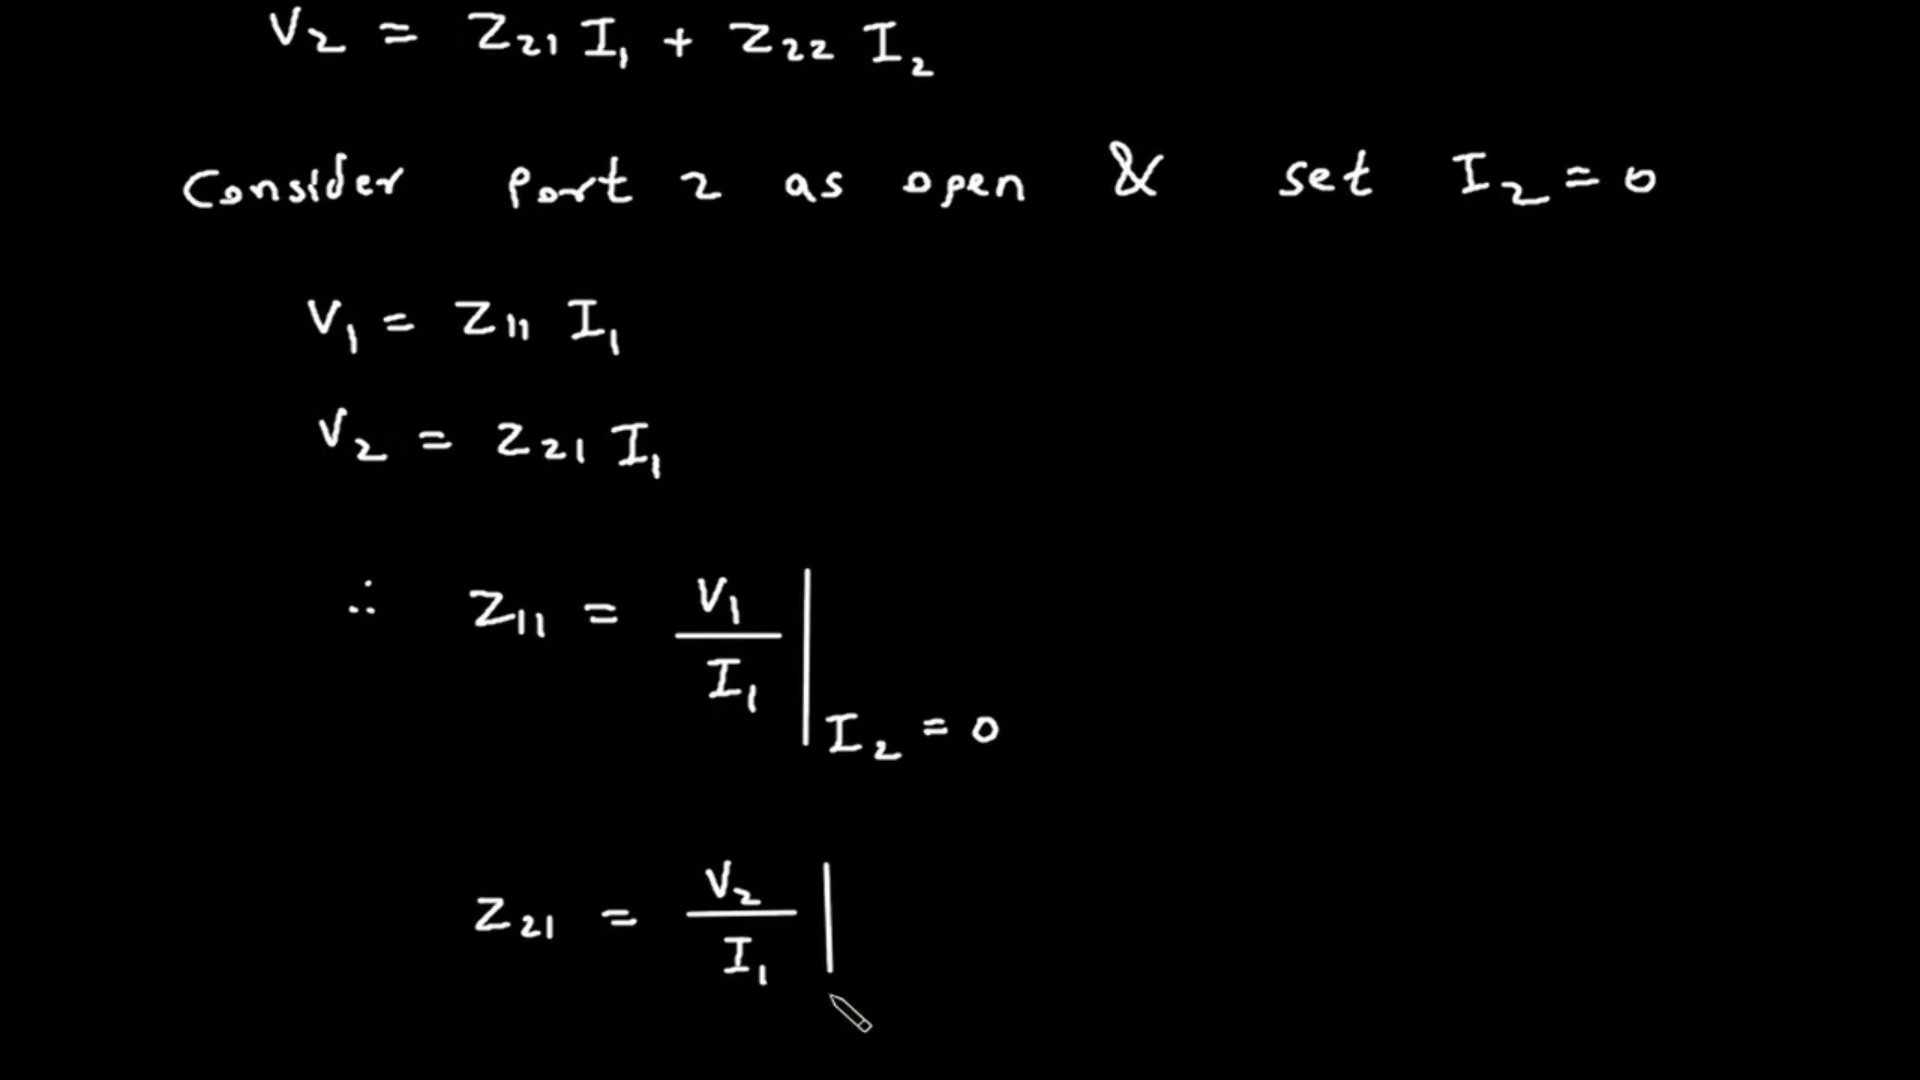 V₂ = Z₂₁ I₁ + Z₂₂ I₂
Consider Port 2 as open & set I₂ = 0
V₁ = Z₁₁ I₁
V₂ = Z₂₁ I₁
∴ Z₁₁ = V₁ / I₁ | I₂ = 0
Z₂₁ = V₂ / I₁ |